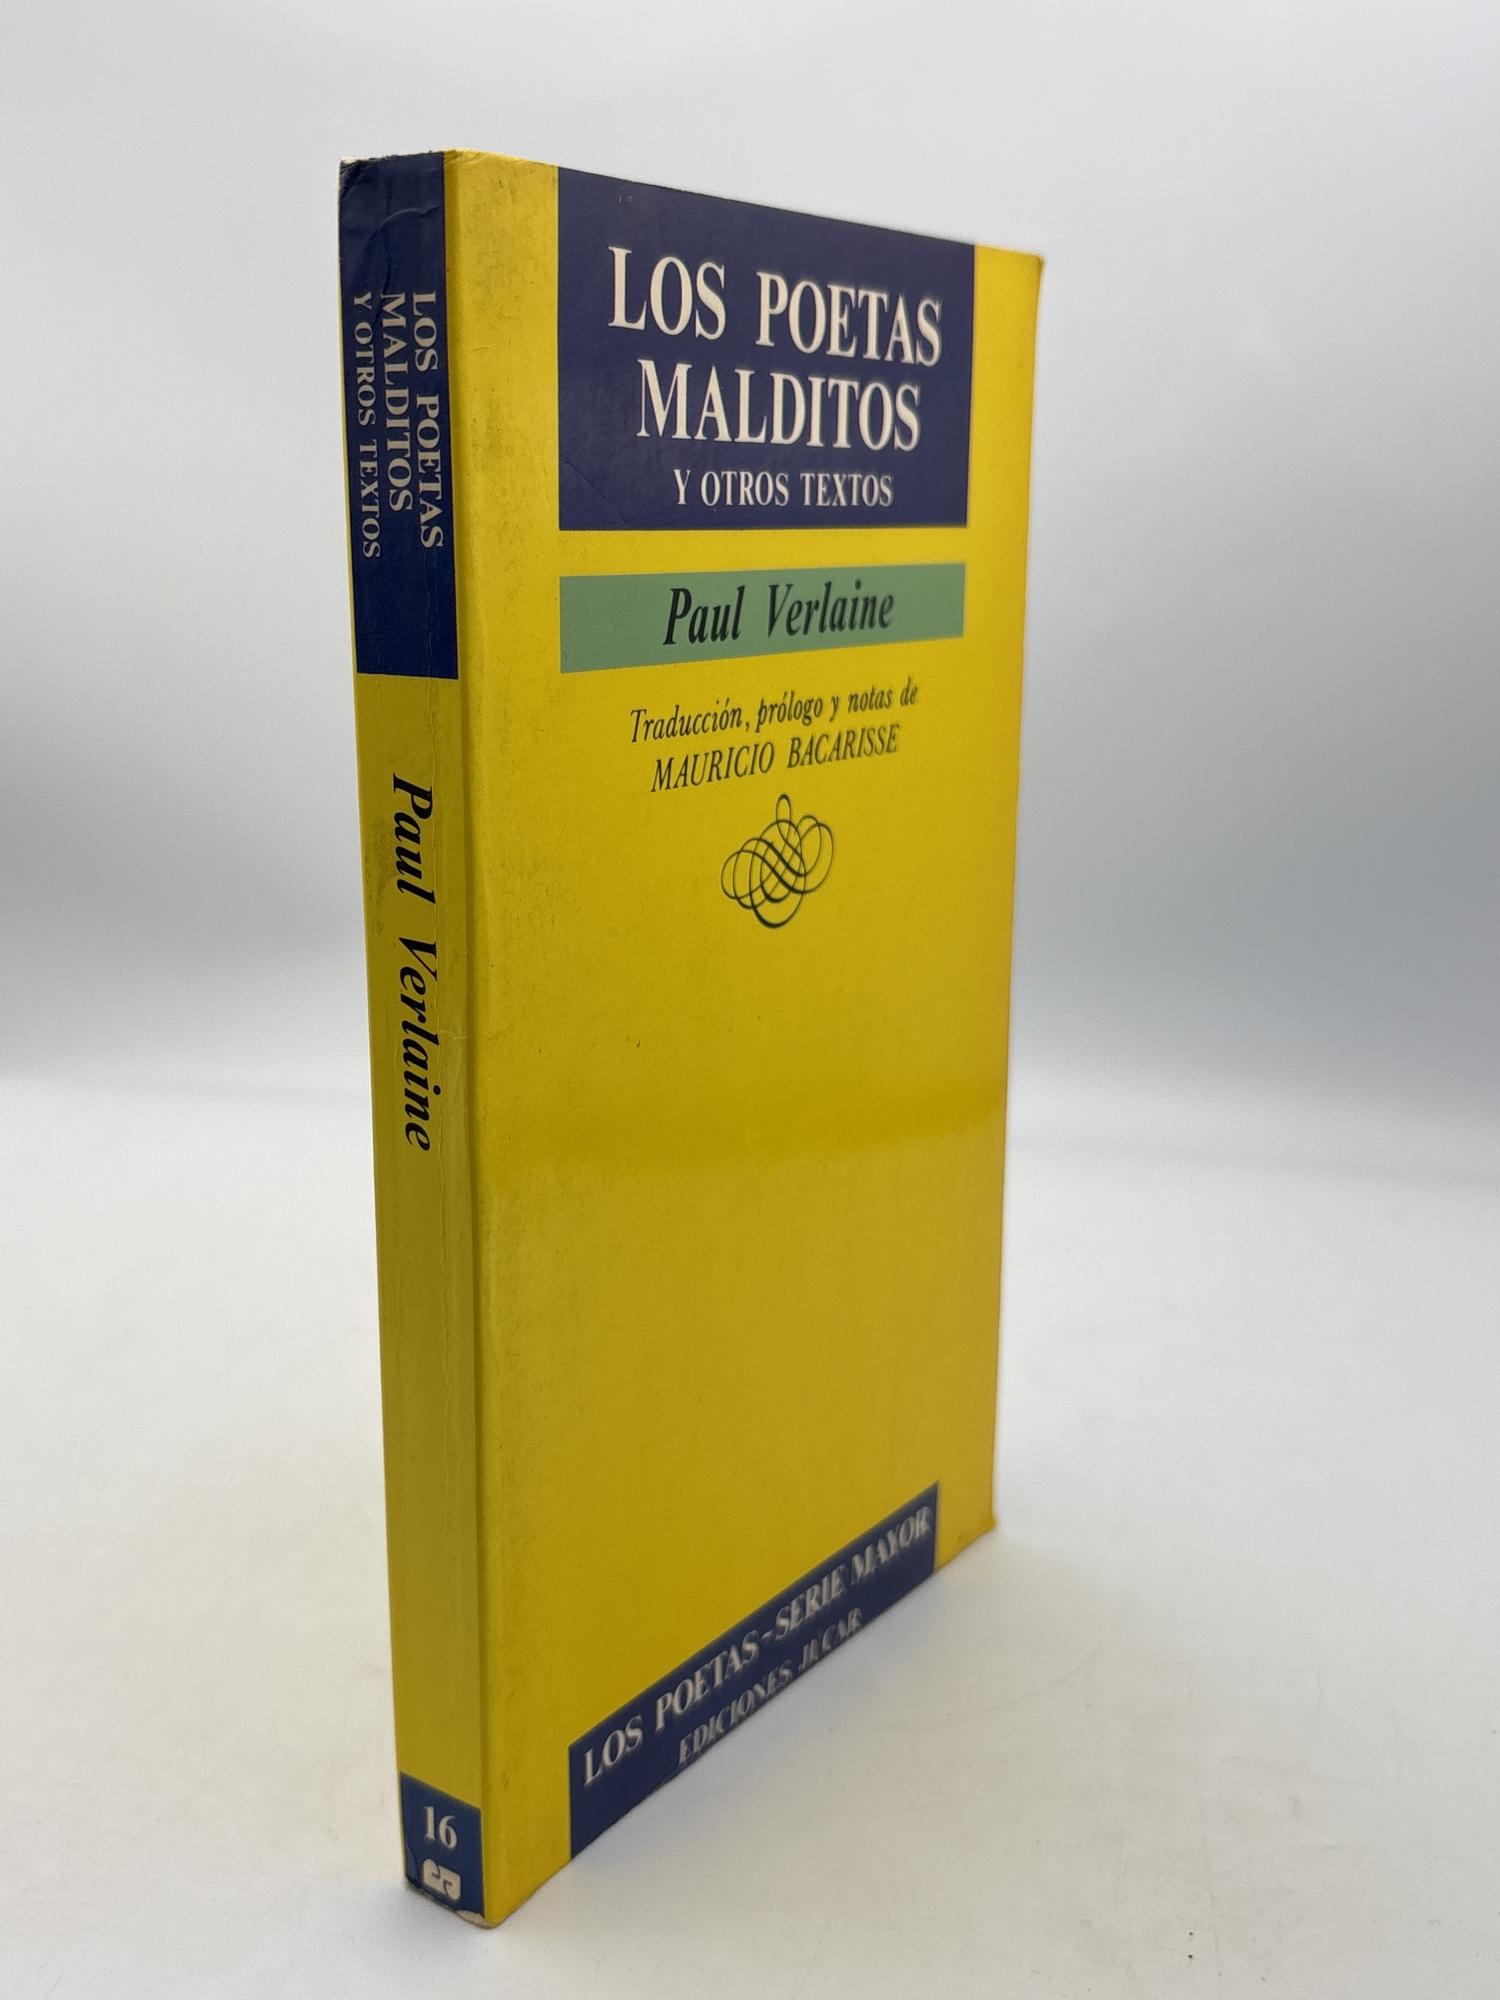 LOS POETAS
MALDITOS
Y OTROS TEXTOS
Paul Verlaine
16
LOS POETAS
MALDITOS
Y OTROS TEXTOS
Paul Verlaine
Traducción, prólogo y notas de
MAURICIO BACARISSE
LOS POETAS - SERIE MAYOR
EDICIONES JÚCAR